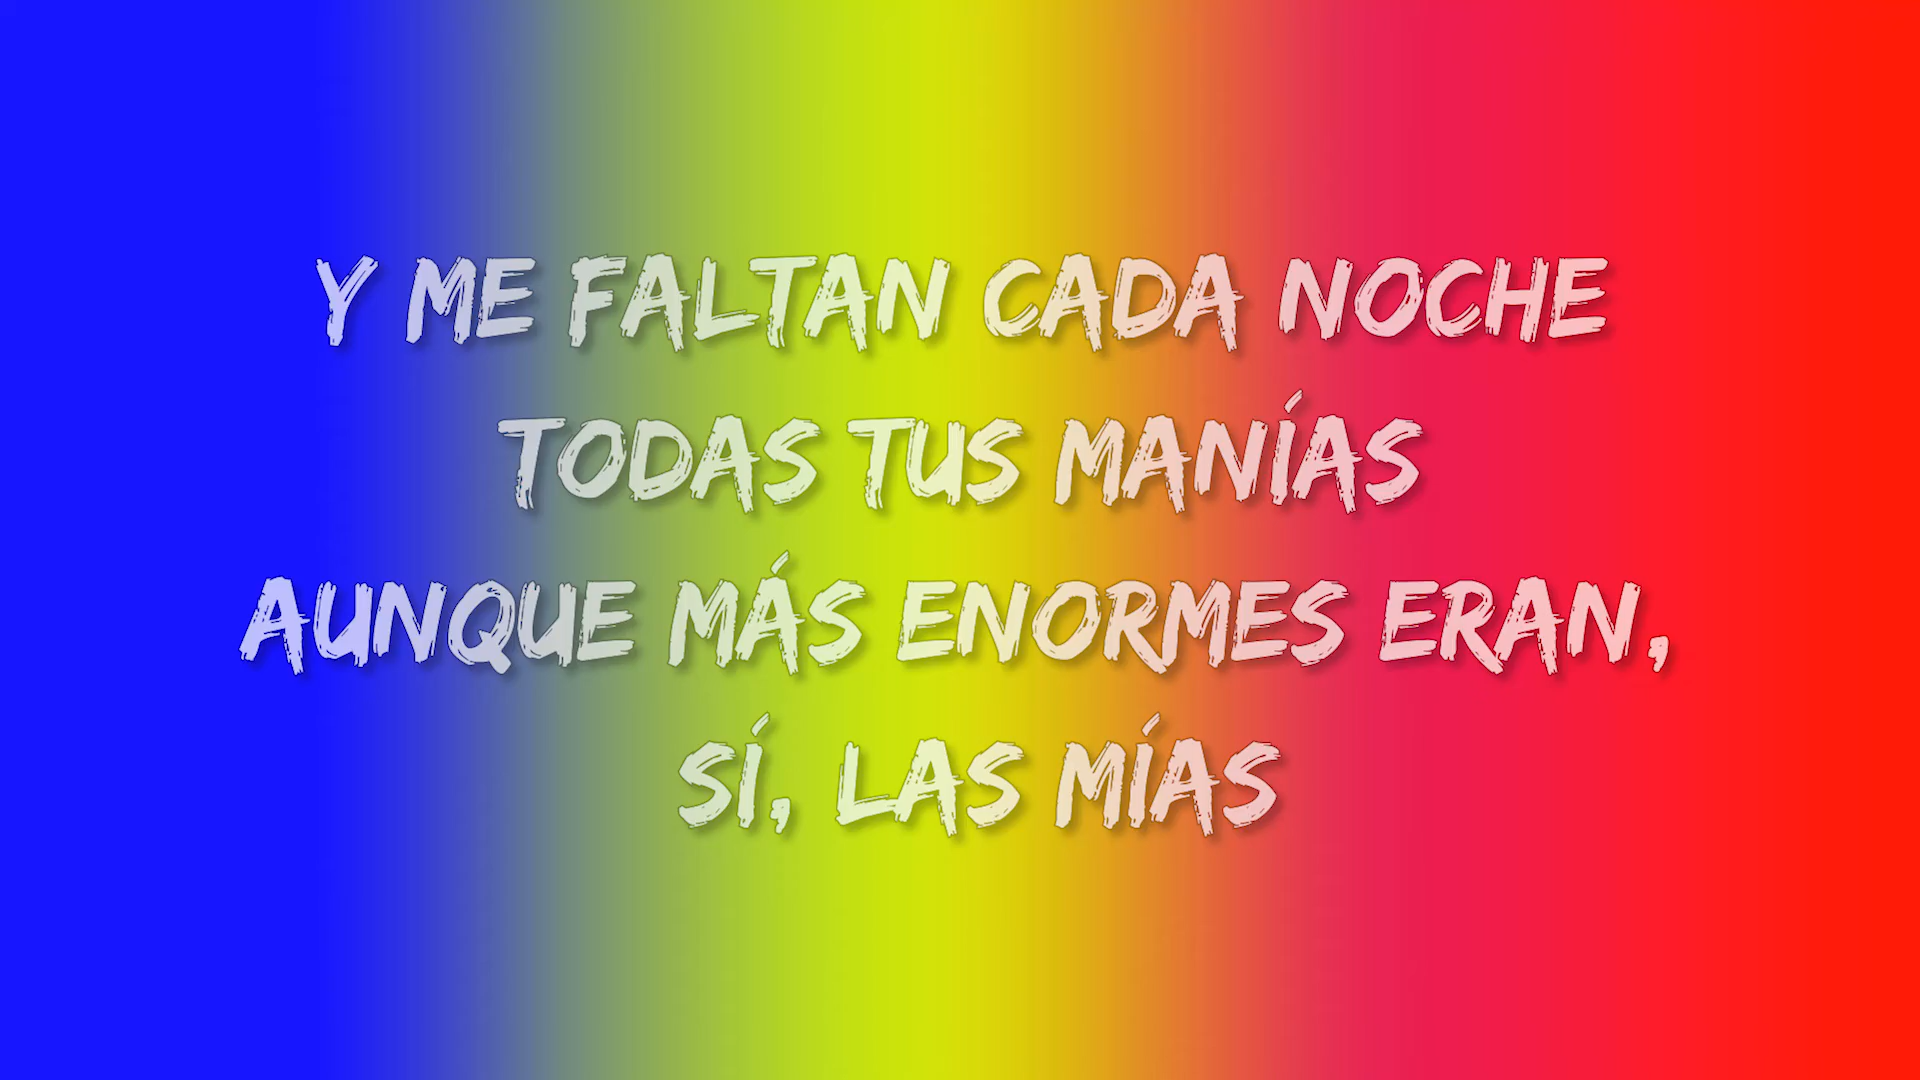 Y ME FALTAN CADA NOCHE
TODAS TUS MANÍAS
AUNQUE MÁS ENORMES ERAN,
SÍ, LAS MÍAS